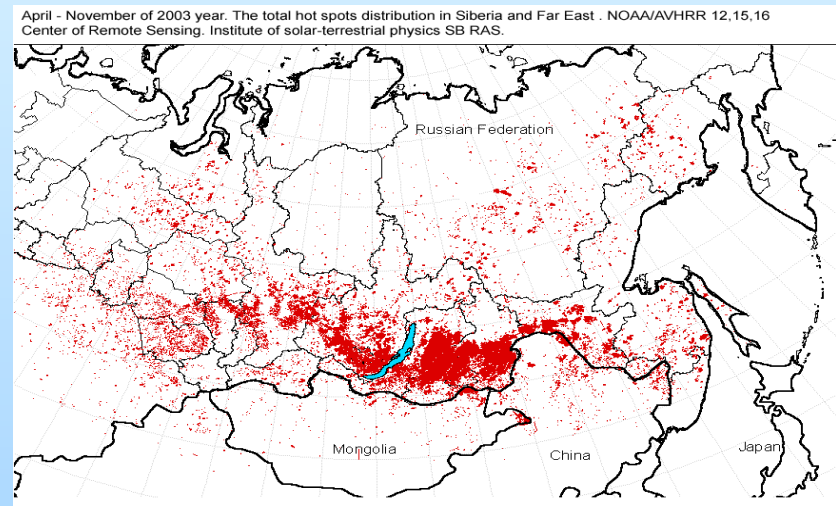 April - November of 2003 year. The total hot spots distribution in Siberia and Far East . NOAA/AVHRR 12,15,16
Center of Remote Sensing. Institute of solar-terrestrial physics SB RAS.
Russian Federation
Mongolia
China
Japan